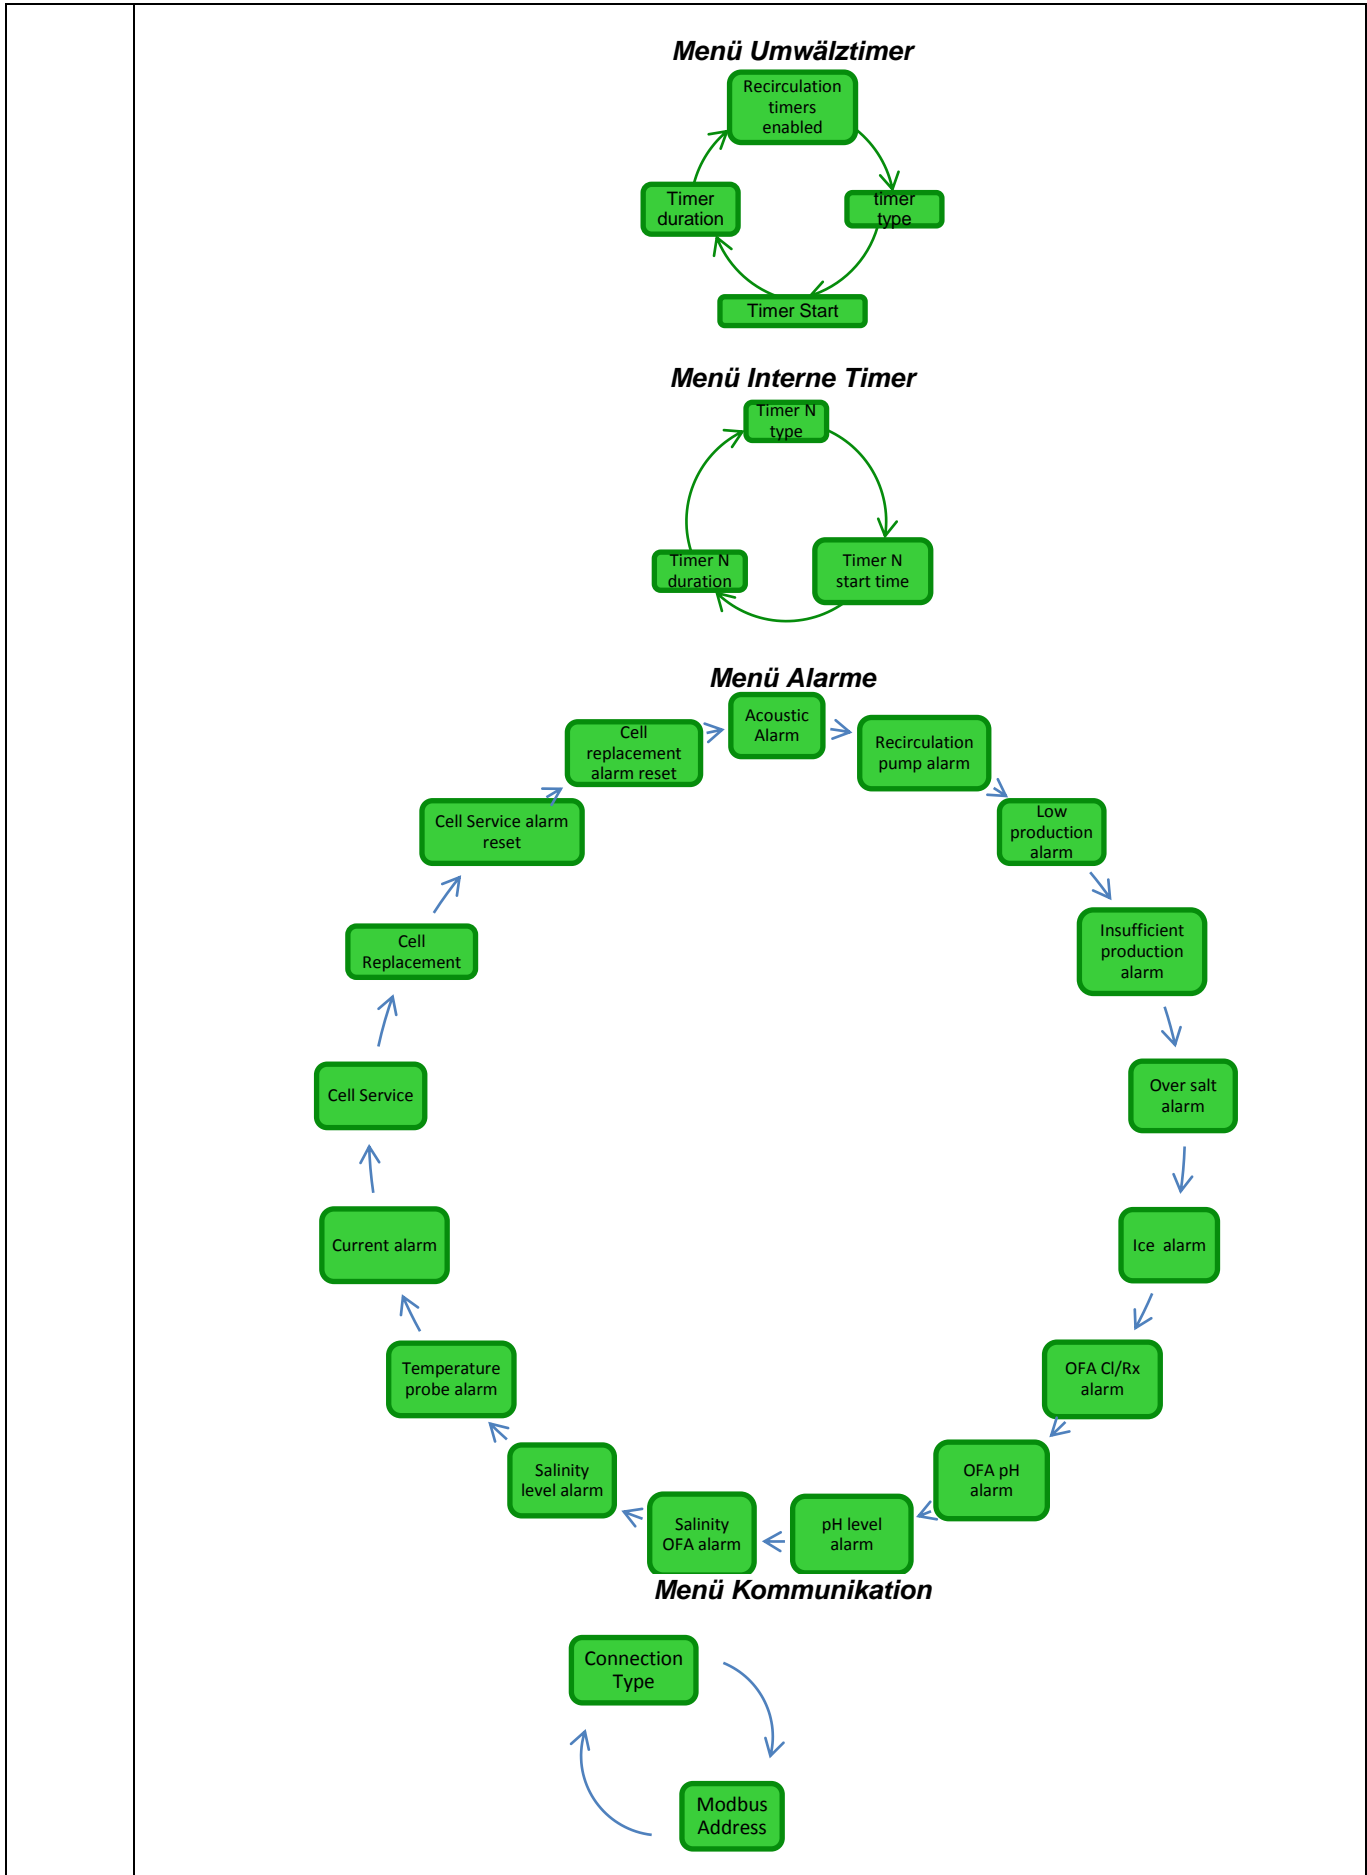 Menü Umwälztimer
Recirculation
timers
enabled
timer
type
Timer Start
Timer
duration
Menü Interne Timer
Timer N
type
Timer N
start time
Timer N
duration
Menü Alarme
Acoustic
Alarm
Recirculation
pump alarm
Low
production
alarm
Insufficient
production
alarm
Over salt
alarm
Ice alarm
OFA Cl/Rx
alarm
OFA pH
alarm
pH level
alarm
Salinity
OFA alarm
Salinity
level alarm
Temperature
probe alarm
Current alarm
Cell Service
Cell
Replacement
Cell Service alarm
reset
Cell
replacement
alarm reset
Menü Kommunikation
Connection
Type
Modbus
Address